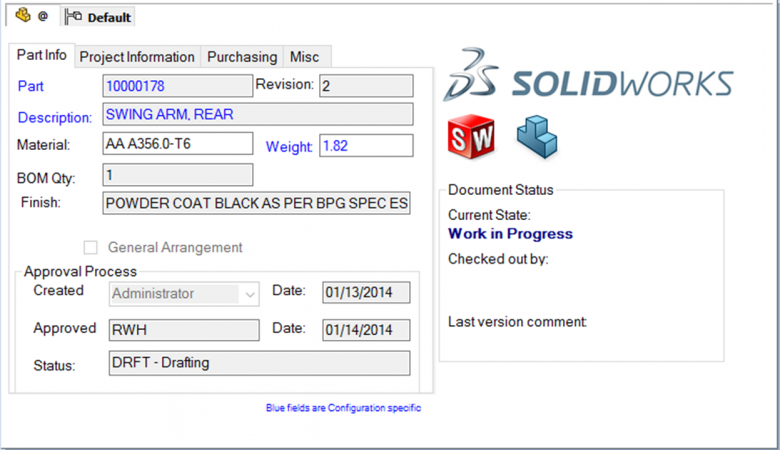 @ Default
Part Info Project Information Purchasing Misc
Part 10000178 Revision: 2
Description: SWING ARM, REAR
Material: AA A356.0-T6 Weight: 1.82
BOM Qty: 1
Finish: POWDER COAT BLACK AS PER BPG SPEC ES
General Arrangement
Approval Process
Created Administrator Date: 01/13/2014
Approved RWH Date: 01/14/2014
Status: DRFT - Drafting
Blue fields are Configuration specific
SOLIDWORKS
SW
Document Status
Current State:
Work in Progress
Checked out by:
Last version comment: